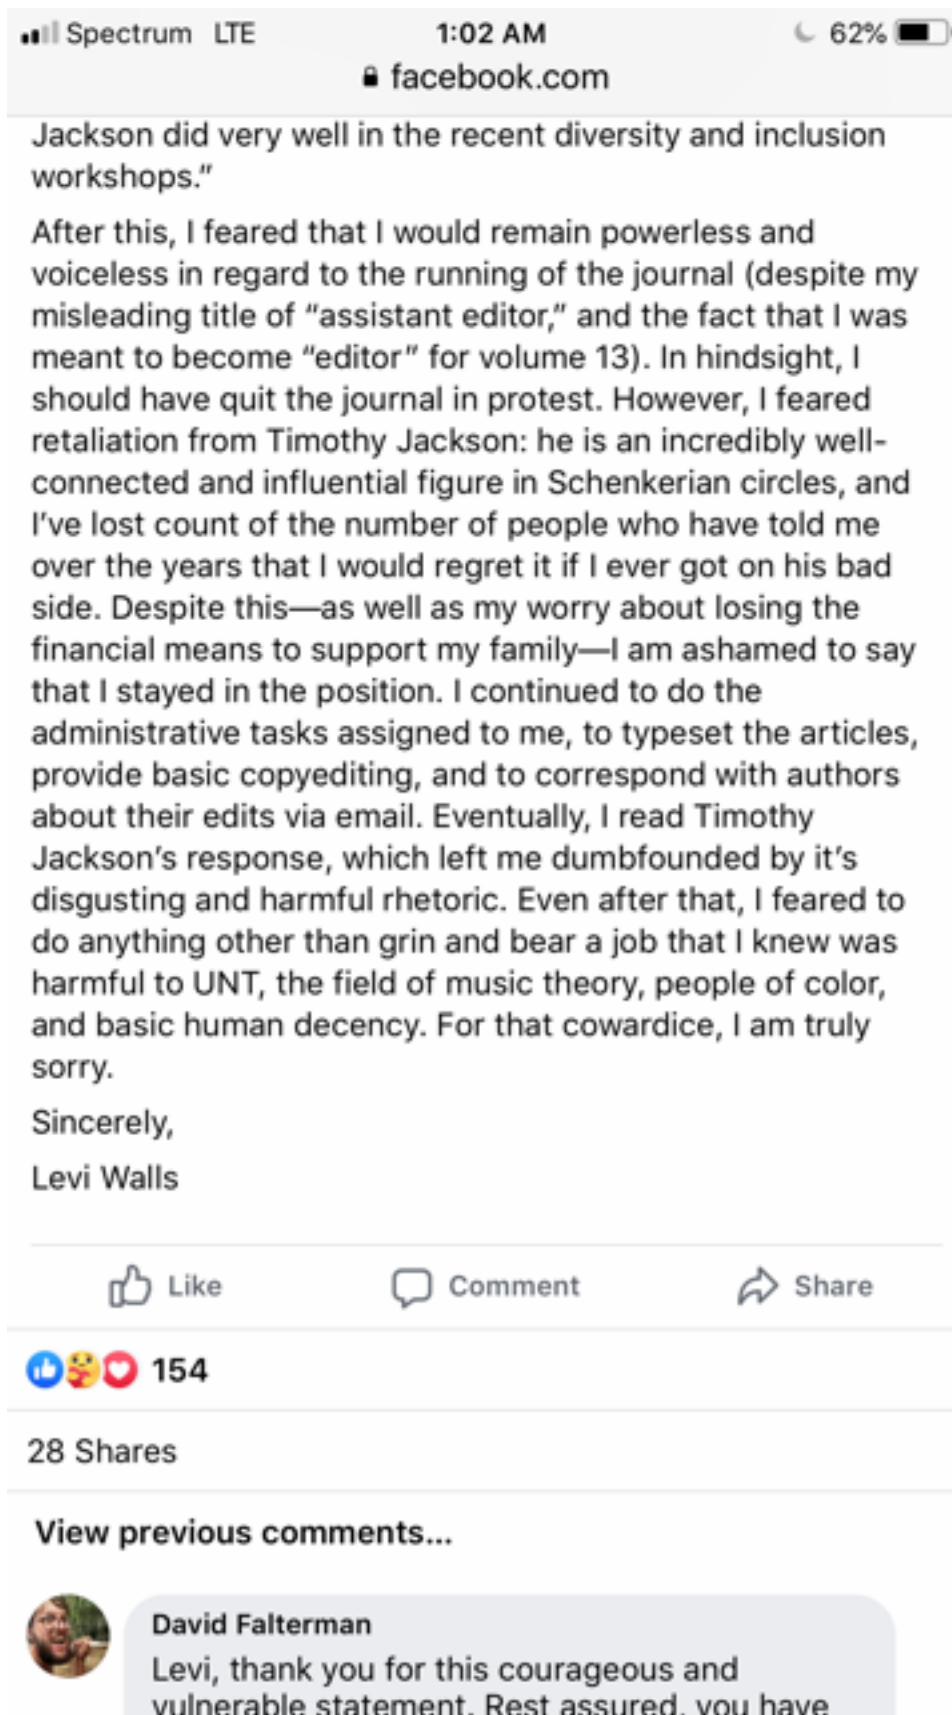 Spectrum LTE 1:02 AM 62%
facebook.com
Jackson did very well in the recent diversity and inclusion
workshops.”
After this, I feared that I would remain powerless and
voiceless in regard to the running of the journal (despite my
misleading title of “assistant editor,” and the fact that I was
meant to become “editor” for volume 13). In hindsight, I
should have quit the journal in protest. However, I feared
retaliation from Timothy Jackson: he is an incredibly well-
connected and influential figure in Schenkerian circles, and
I’ve lost count of the number of people who have told me
over the years that I would regret it if I ever got on his bad
side. Despite this—as well as my worry about losing the
financial means to support my family—I am ashamed to say
that I stayed in the position. I continued to do the
administrative tasks assigned to me, to typeset the articles,
provide basic copyediting, and to correspond with authors
about their edits via email. Eventually, I read Timothy
Jackson’s response, which left me dumbfounded by it’s
disgusting and harmful rhetoric. Even after that, I feared to
do anything other than grin and bear a job that I knew was
harmful to UNT, the field of music theory, people of color,
and basic human decency. For that cowardice, I am truly
sorry.
Sincerely,
Levi Walls
Like Comment Share
154
28 Shares
View previous comments...
David Falterman
Levi, thank you for this courageous and
vulnerable statement. Rest assured, you have